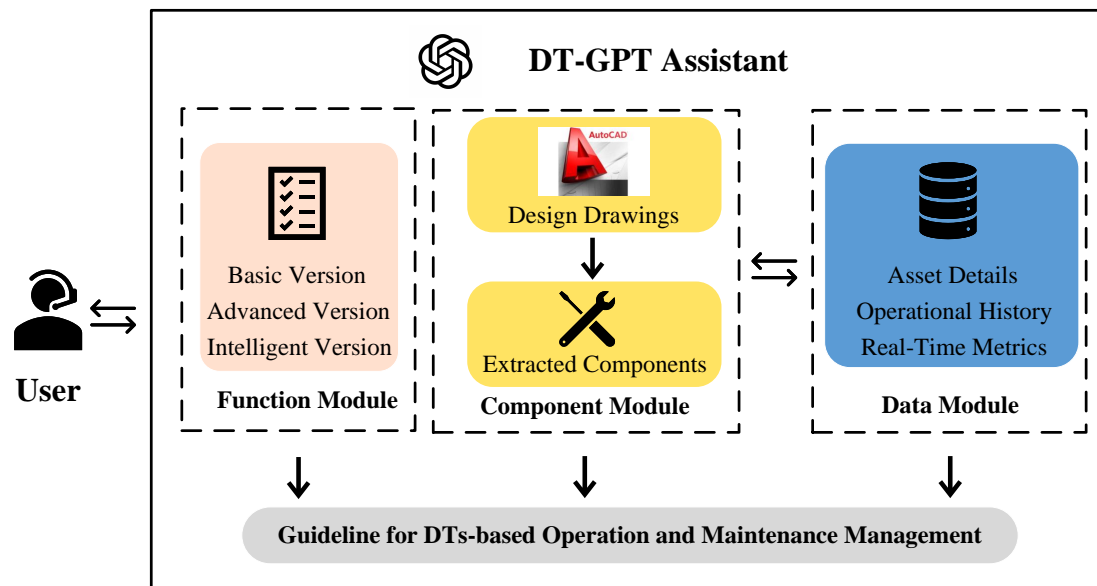 DT-GPT Assistant
Basic Version
Advanced Version
Intelligent Version
Function Module
AutoCAD
Design Drawings
Extracted Components
Component Module
Asset Details
Operational History
Real-Time Metrics
Data Module
User
Guideline for DTs-based Operation and Maintenance Management